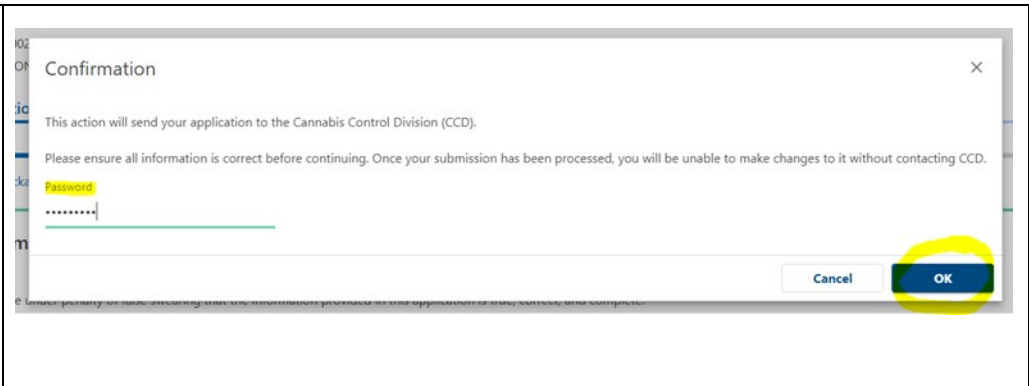 Confirmation
This action will send your application to the Cannabis Control Division (CCD).
Please ensure all information is correct before continuing. Once your submission has been processed, you will be unable to make changes to it without contacting CCD.
Password
Cancel
OK
e under penalty of false swearing that the information provided in this application is true, correct, and complete.